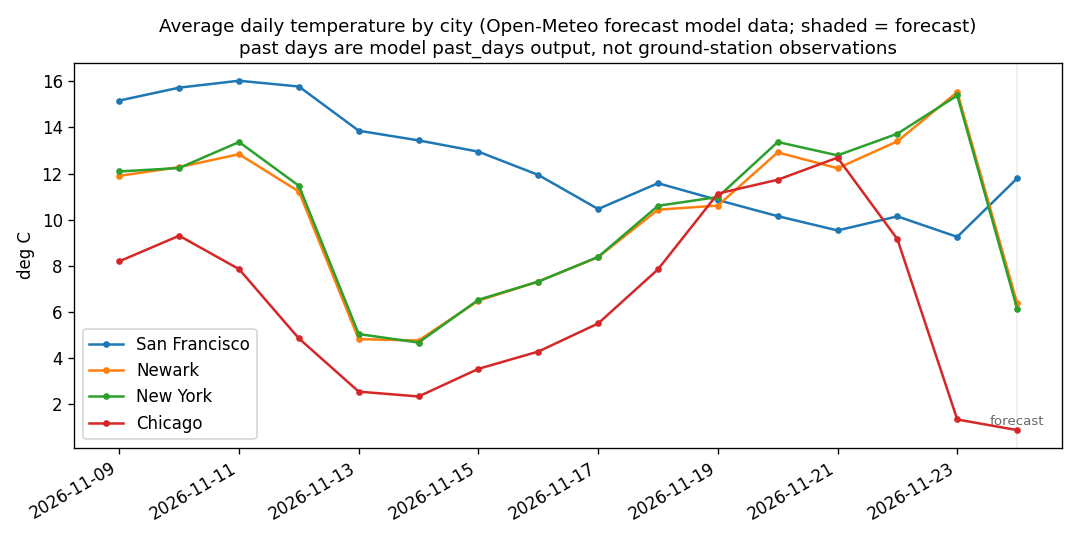 Average daily temperature by city (Open-Meteo forecast model data; shaded = forecast)
past days are model past_days output, not ground-station observations
deg C
16
14
12
10
8
6
4
2
San Francisco
Newark
New York
Chicago
forecast
2026-11-09
2026-11-11
2026-11-13
2026-11-15
2026-11-17
2026-11-19
2026-11-21
2026-11-23